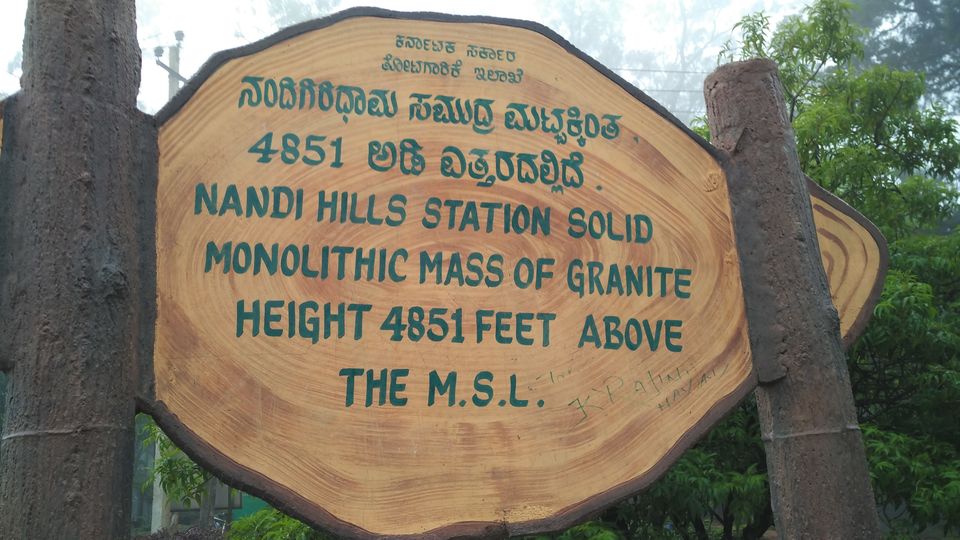 ಕರ್ನಾಟಕ ಸರ್ಕಾರ
ತೋಟಗಾರಿಕೆ ಇಲಾಖೆ
ನಂದಿಗಿರಿಧಾಮ ಸಮುದ್ರ ಮಟ್ಟಕ್ಕಿಂತ .
4851 ಅಡಿ ಎತ್ತರದಲ್ಲಿದೆ .
NANDI HILLS STATION SOLID
MONOLITHIC MASS OF GRANITE
HEIGHT 4851 FEET ABOVE
THE M.S.L.